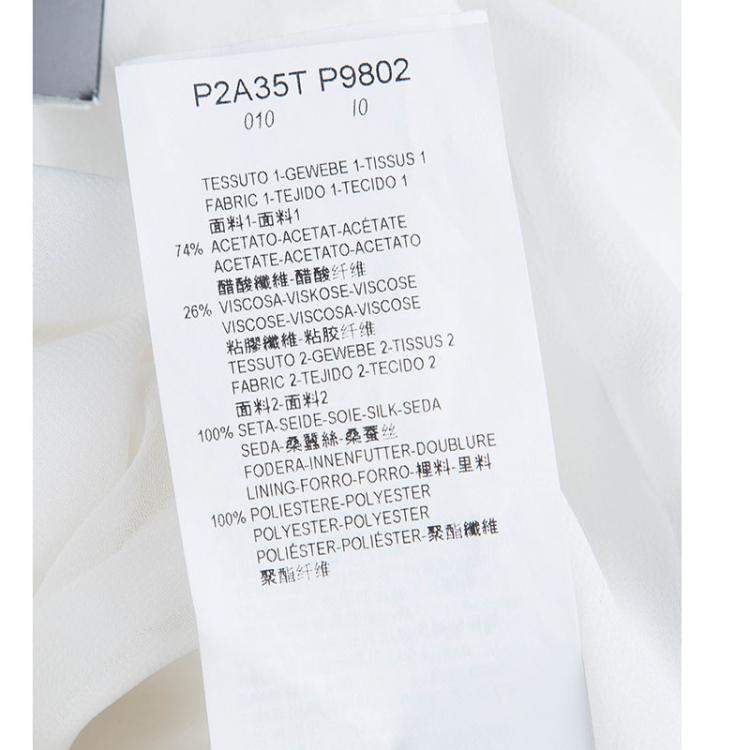 P2A35T P9802
010 10
TESSUTO 1-GEWEBE 1-TISSUS 1
FABRIC 1-TEJIDO 1-TECIDO 1
面料1-面料1
74% ACETATO-ACETAT-ACÉTATE
ACETATE-ACETATO-ACETATO
醋酸纖維-醋酸纤维
26% VISCOSA-VISKOSE-VISCOSE
VISCOSE-VISCOSA-VISCOSE
粘膠纖維-粘胶纤维
TESSUTO 2-GEWEBE 2-TISSUS 2
FABRIC 2-TEJIDO 2-TECIDO 2
面料2-面料2
100% SETA-SEIDE-SOIE-SILK-SEDA
SEDA-桑蠶絲-桑蚕丝
FODERA-INNENFUTTER-DOUBLURE
LINING-FORRO-FORRO-裡料-里料
100% POLIESTERE-POLYESTER
POLYESTER-POLYESTER
POLIÉSTER-POLIÉSTER-聚酯纖維
聚酯纤维